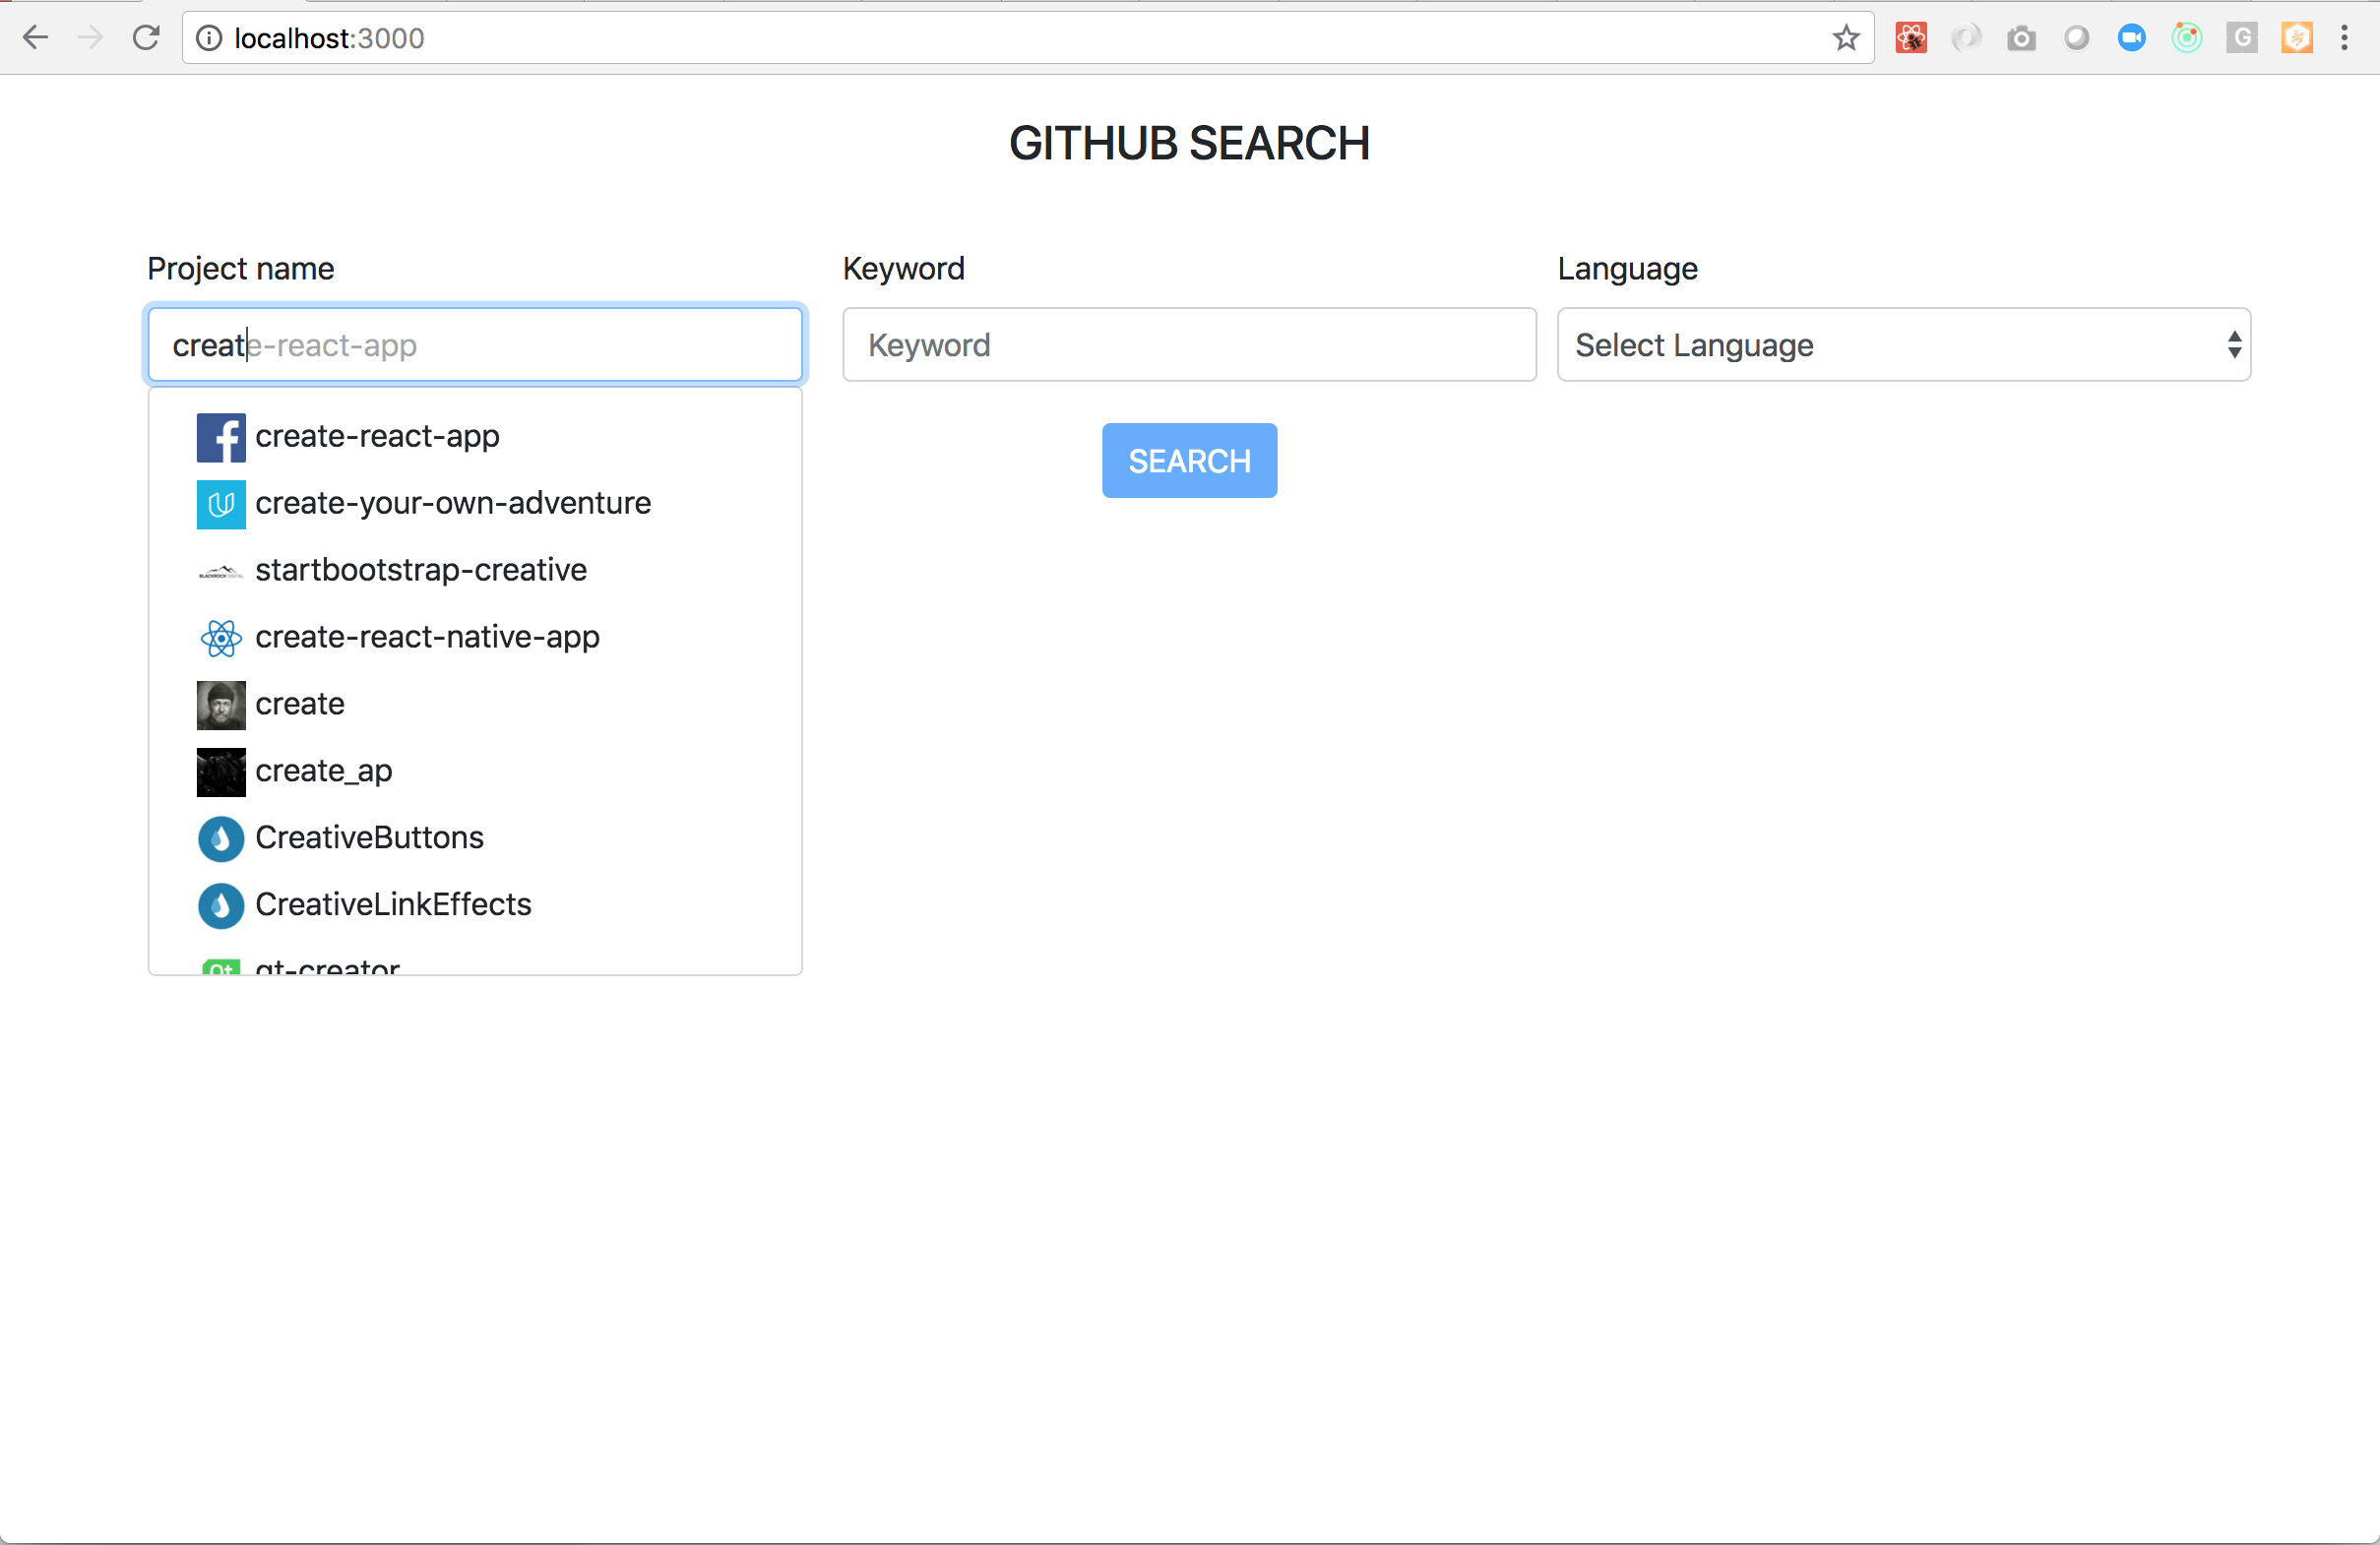 localhost:3000
GITHUB SEARCH
Project name
Keyword
Language
create-react-app
Keyword
Select Language
SEARCH
create-react-app
create-your-own-adventure
startbootstrap-creative
create-react-native-app
create
create_ap
CreativeButtons
CreativeLinkEffects
qt-creator